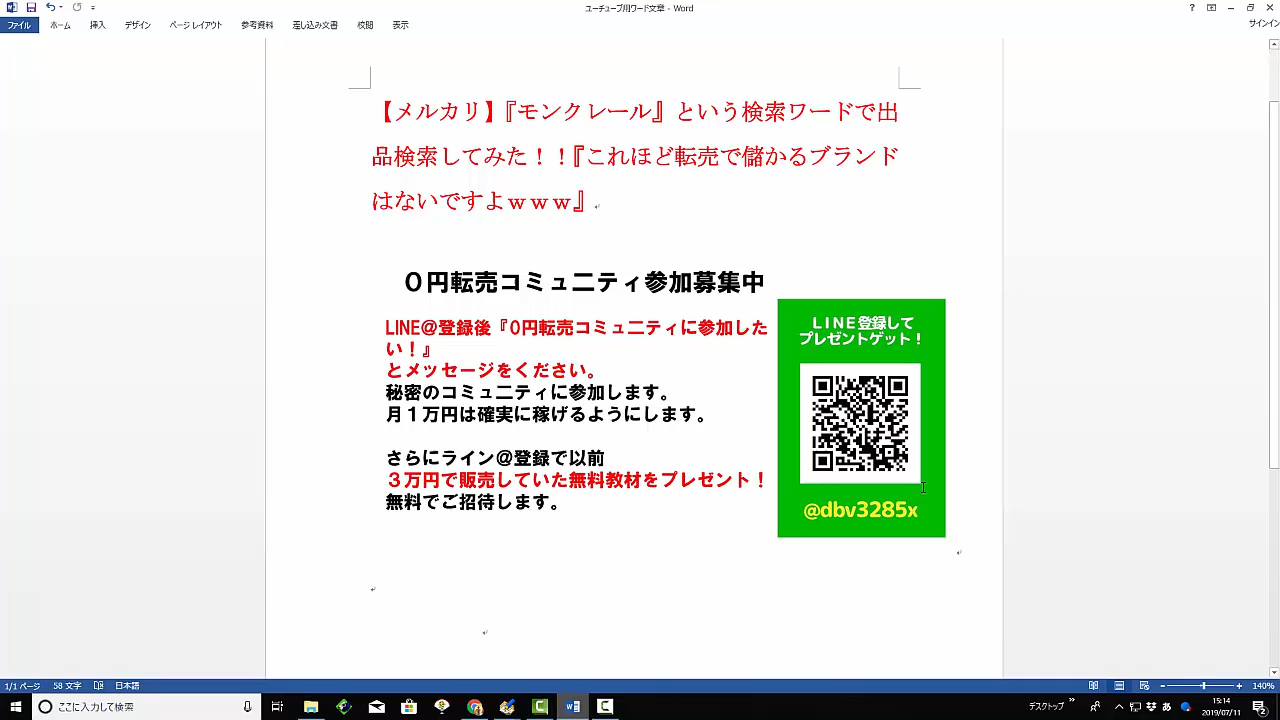 ユーチューブ用ワード文章 - Word
サインイン
ファイル ホーム 挿入 デザイン ページ レイアウト 参考資料 差し込み文書 校閲 表示
【メルカリ】『モンクレール』という検索ワードで出
品検索してみた！！『これほど転売で儲かるブランド
はないですよｗｗｗ』
０円転売コミュニティ参加募集中
LINE@登録後『0円転売コミュニティに参加した
い！』
とメッセージをください。
秘密のコミュニティに参加します。
月１万円は確実に稼げるようにします。
さらにライン@登録で以前
３万円で販売していた無料教材をプレゼント！
無料でご招待します。
ＬＩＮＥ登録して
プレゼントゲット！
@dbv3285x
1/1 ページ 58 文字 日本語
140%
ここに入力して検索
デスクトップ
15:14
2019/07/11